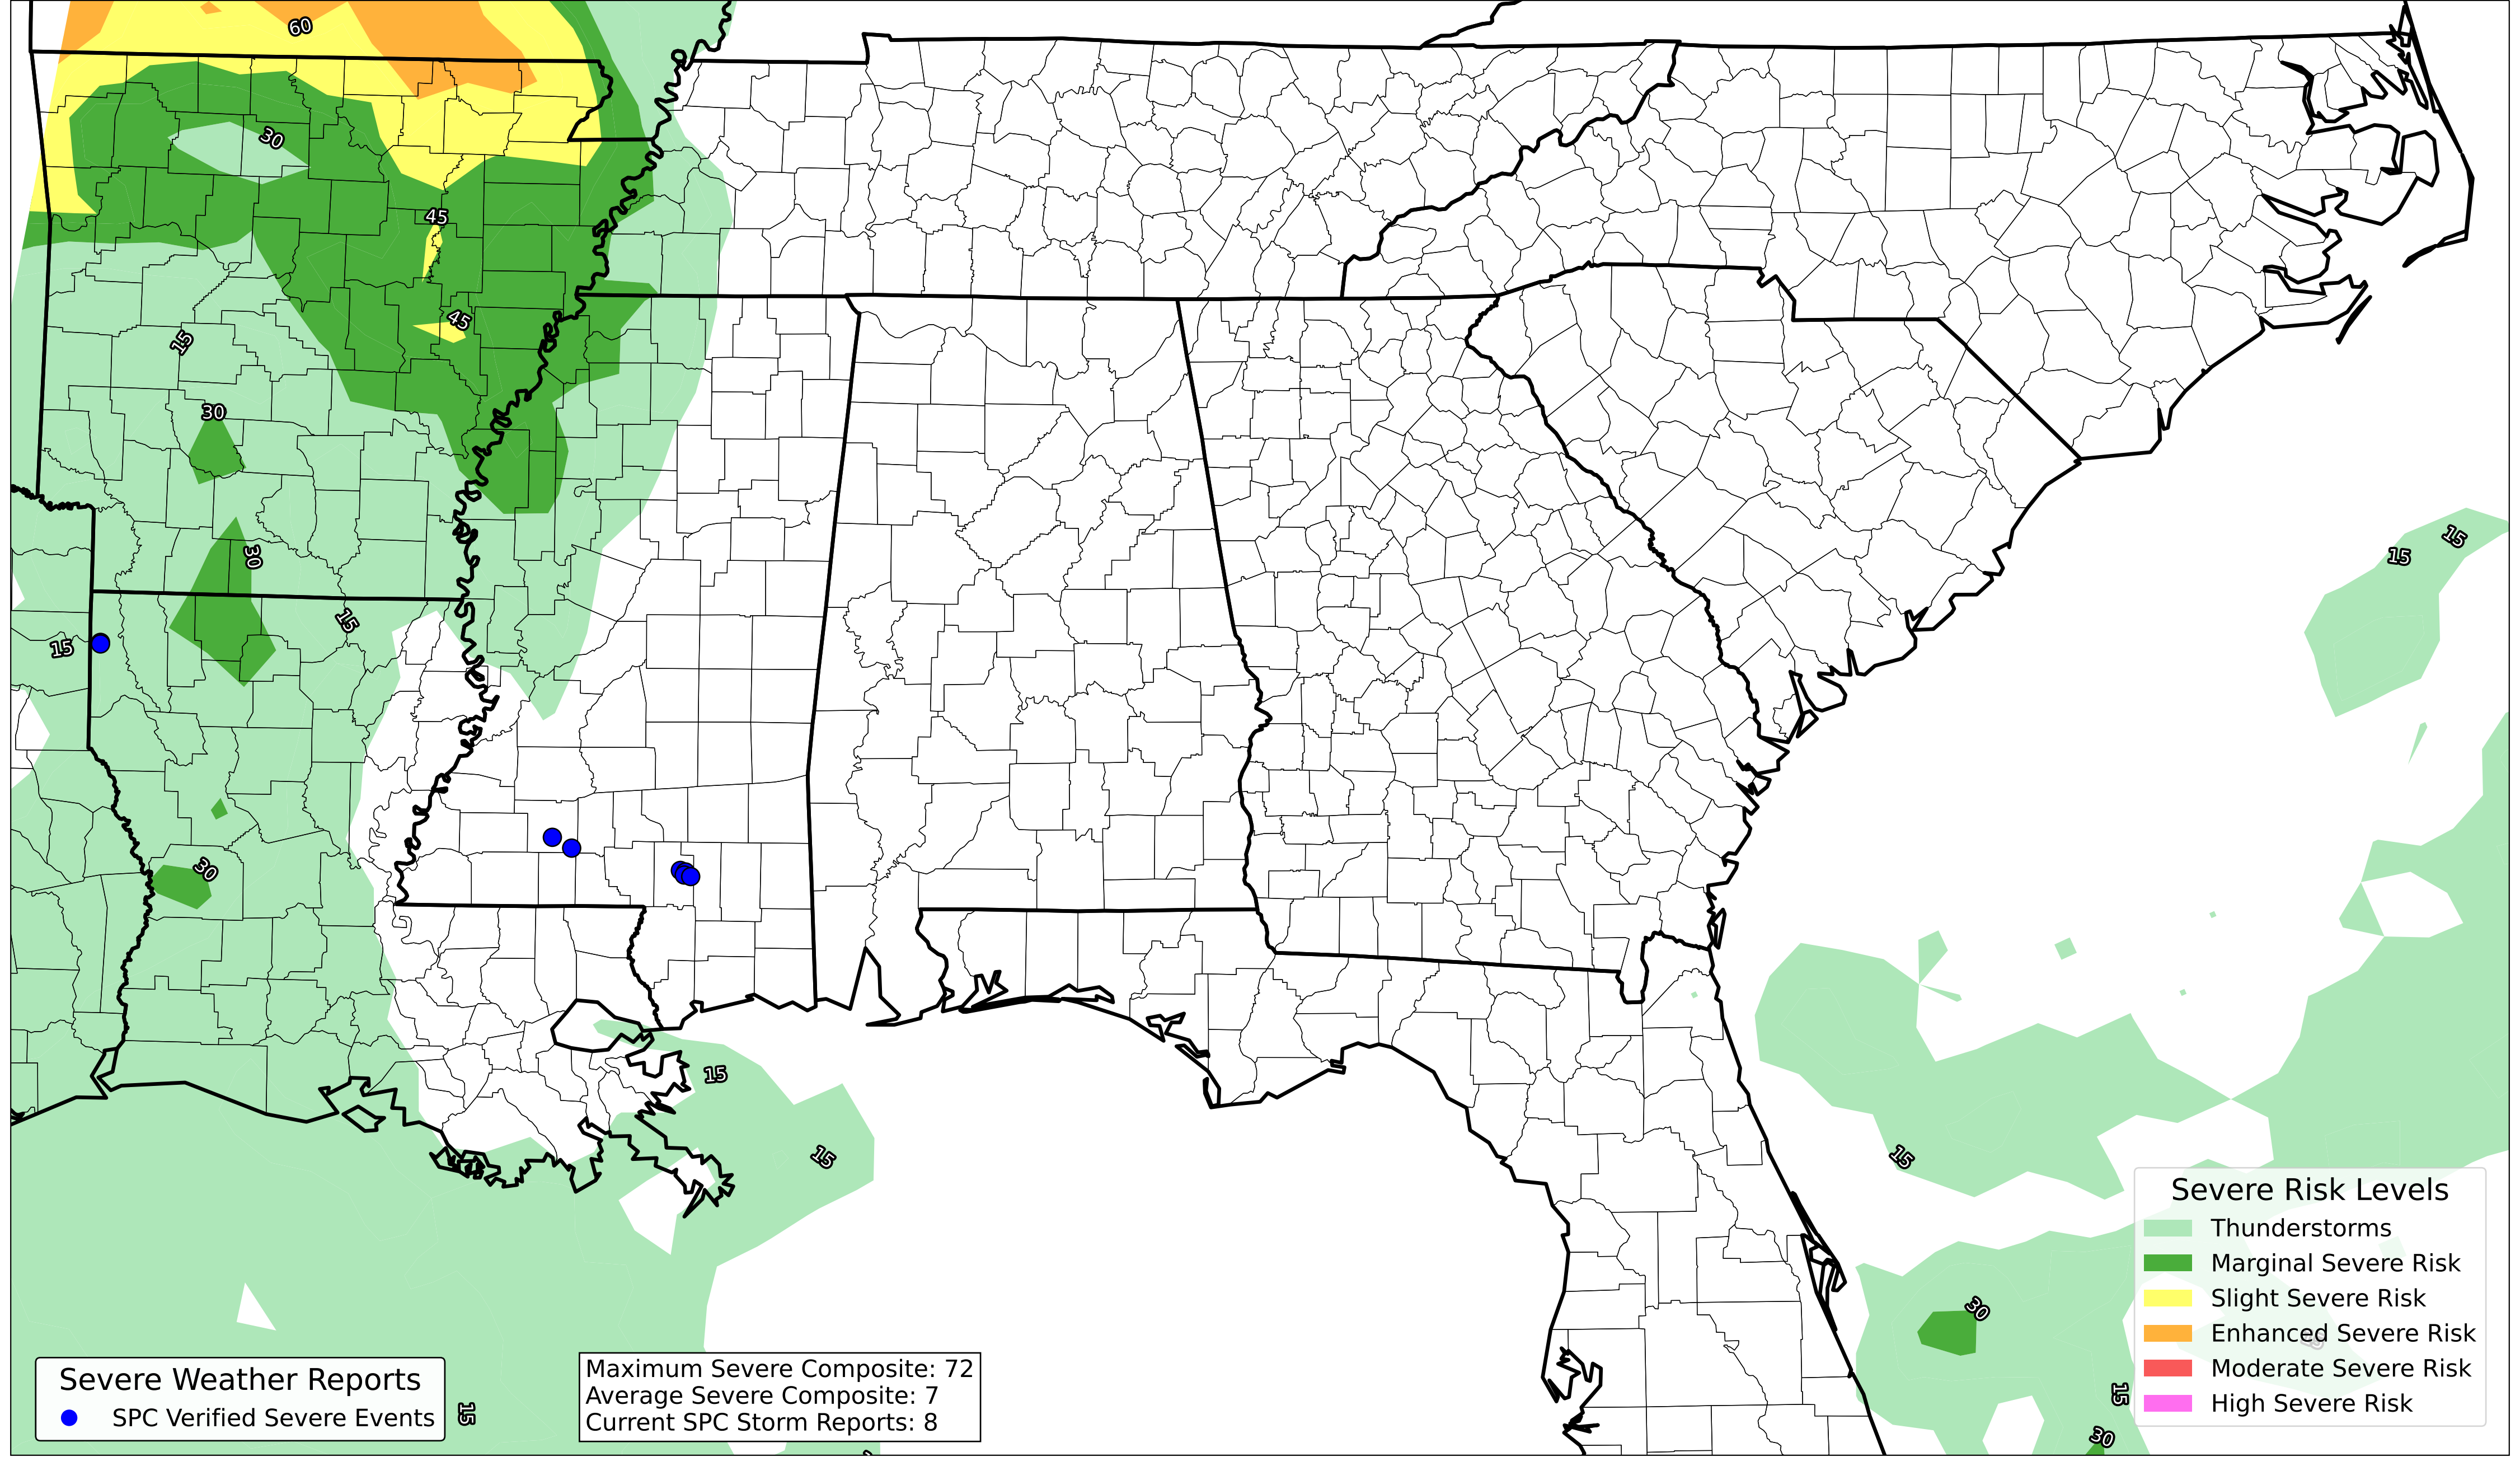 60
30
45
45
15
30
30
15
15
15
15
30
15
15
15
30
15
30
15
Severe Risk Levels
Thunderstorms
Marginal Severe Risk
Slight Severe Risk
Enhanced Severe Risk
Moderate Severe Risk
High Severe Risk
Severe Weather Reports
SPC Verified Severe Events
Maximum Severe Composite: 72
Average Severe Composite: 7
Current SPC Storm Reports: 8